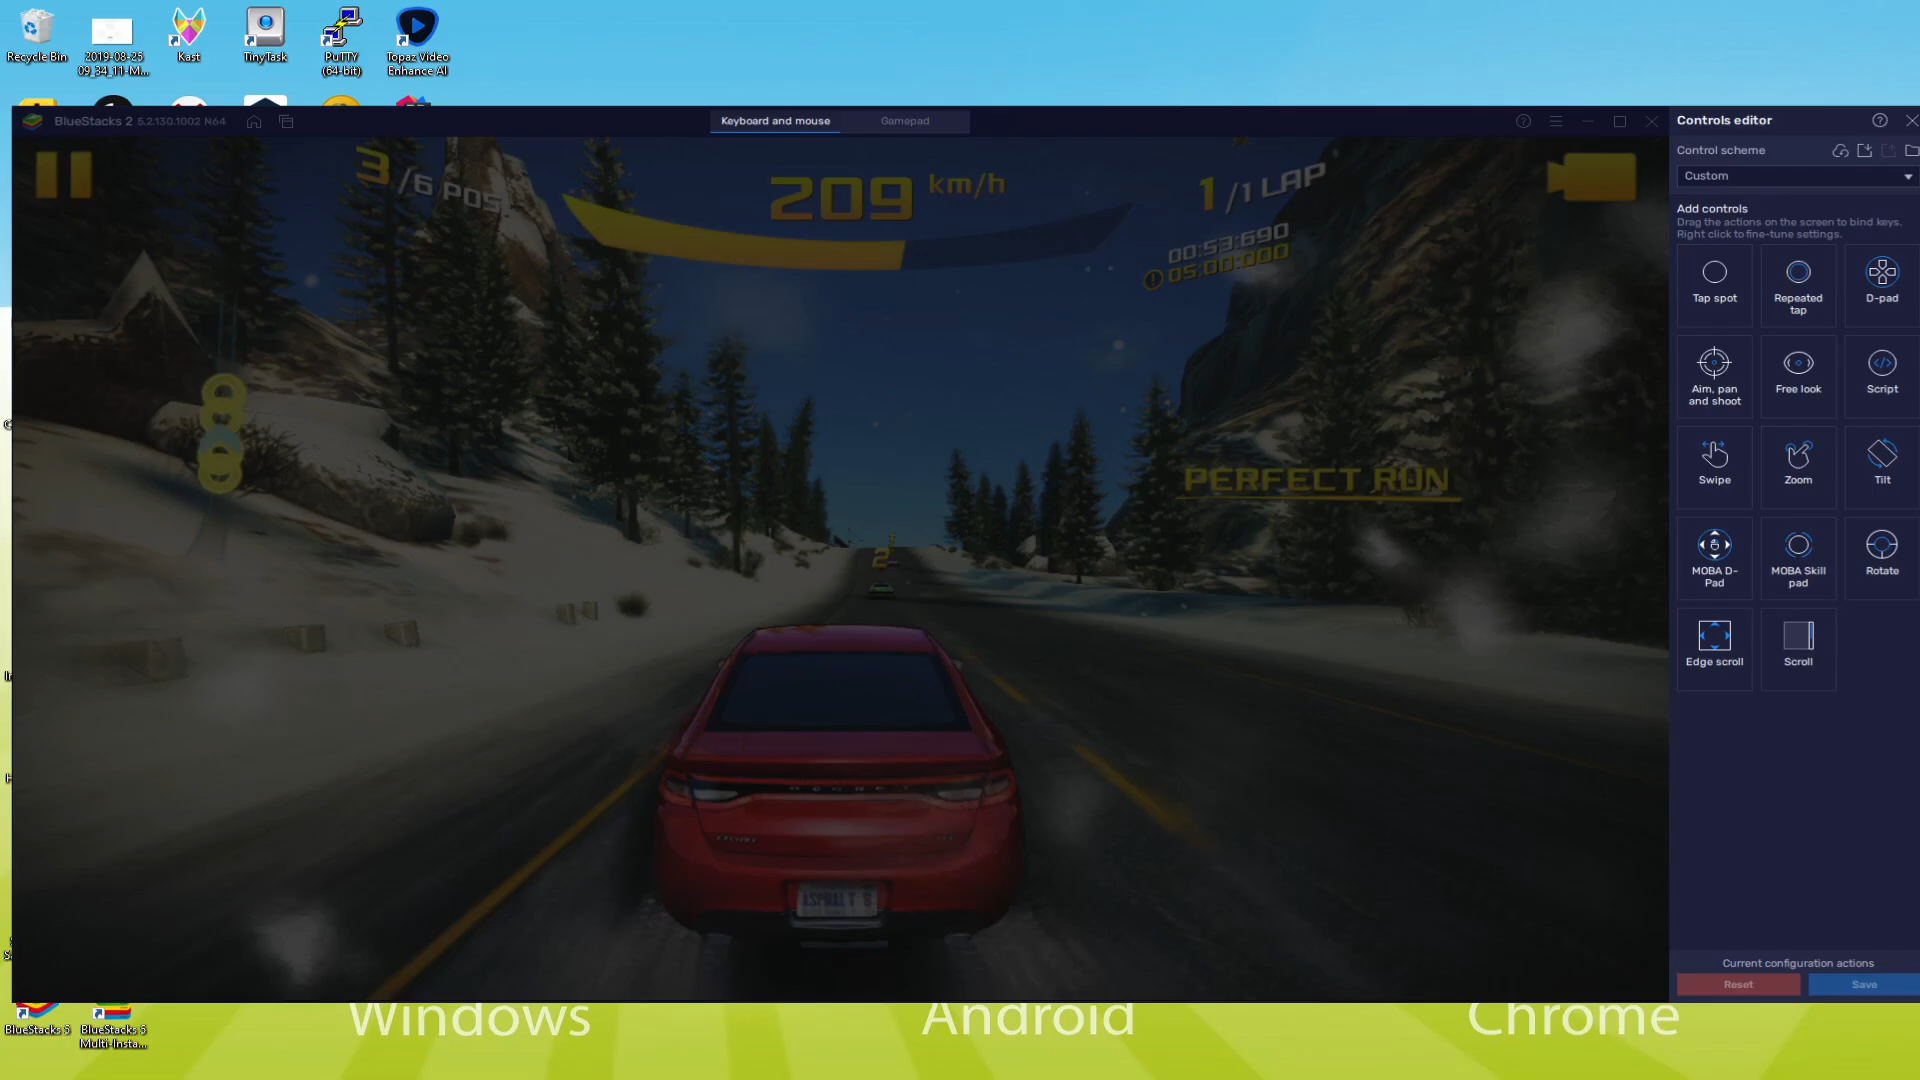 Recycle Bin
2019-08-25
09_34_11-M...
Kast
TinyTask
PuTTY
(64-bit)
Topaz Video
Enhance AI
BlueStacks 2 5.2.130.1002 N64
Keyboard and mouse
Gamepad
Controls editor
Control scheme
Custom
Add controls
Drag the actions on the screen to bind keys.
Right click to fine-tune settings.
Tap spot
Repeated
tap
D-pad
Aim, pan
and shoot
Free look
Script
Swipe
Zoom
Tilt
MOBA D-
Pad
MOBA Skill
pad
Rotate
Edge scroll
Scroll
Current configuration actions
Reset
Save
3/6 POS
209 km/h
1/1 LAP
00:53:690
05:00:000
PERFECT RUN
2
ASPHALT 8
BlueStacks 5
BlueStacks 5
Multi-Insta...
Windows
Android
Chrome